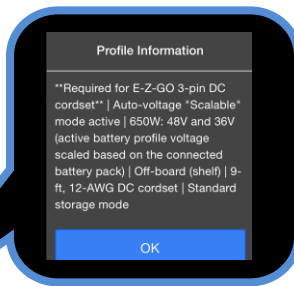 Profile Information
**Required for E-Z-GO 3-pin DC
cordset** | Auto-voltage "Scalable"
mode active | 650W: 48V and 36V
(active battery profile voltage
scaled based on the connected
battery pack) | Off-board (shelf) | 9-
ft, 12-AWG DC cordset | Standard
storage mode
OK